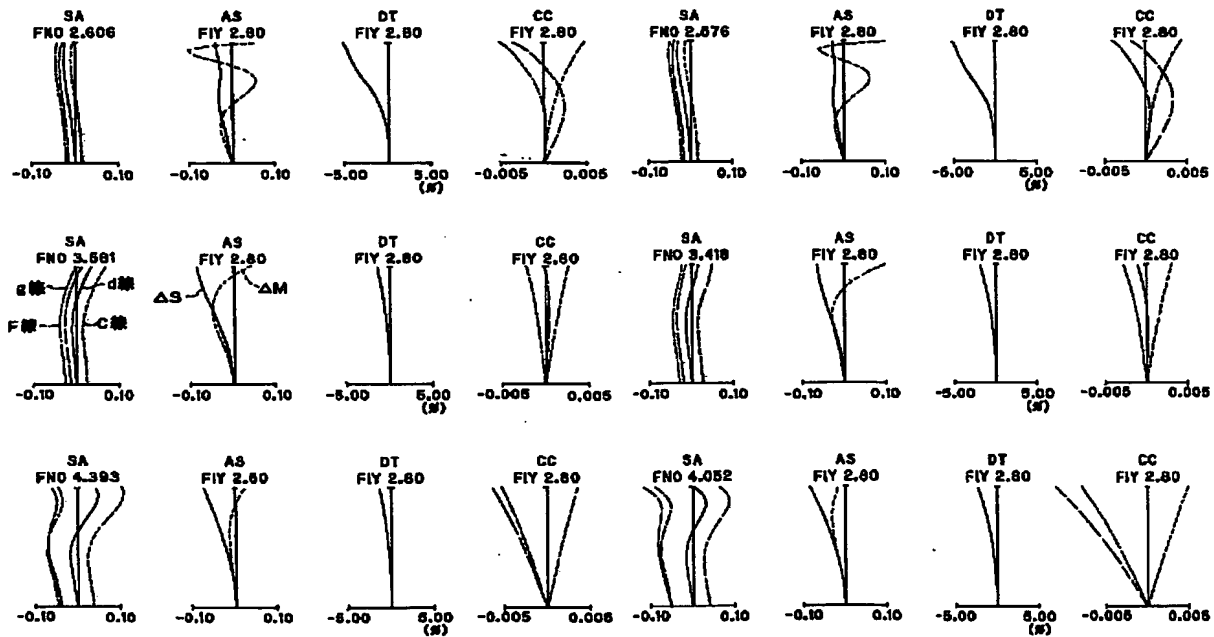 SA AS DT CC SA AS DT CC
FNO 2.606 FIY 2.80 FIY 2.80 FIY 2.80 FNO 2.576 FIY 2.80 FIY 2.80 FIY 2.80
-0.10 0.10 -0.10 0.10 -5.00 5.00 -0.005 0.005 -0.10 0.10 -0.10 0.10 -5.00 5.00 -0.005 0.005
(%) (%)
SA AS DT CC SA AS DT CC
FNO 3.581 FIY 2.80 FIY 2.80 FIY 2.80 FNO 3.418 FIY 2.80 FIY 2.80 FIY 2.80
g線 d線 ΔS ΔM
F線 C線
-0.10 0.10 -0.10 0.10 -5.00 5.00 -0.005 0.005 -0.10 0.10 -0.10 0.10 -5.00 5.00 -0.005 0.005
(%) (%)
SA AS DT CC SA AS DT CC
FNO 4.393 FIY 2.80 FIY 2.80 FIY 2.80 FNO 4.052 FIY 2.80 FIY 2.80 FIY 2.80
-0.10 0.10 -0.10 0.10 -5.00 5.00 -0.005 0.005 -0.10 0.10 -0.10 0.10 -5.00 5.00 -0.005 0.005
(%) (%)